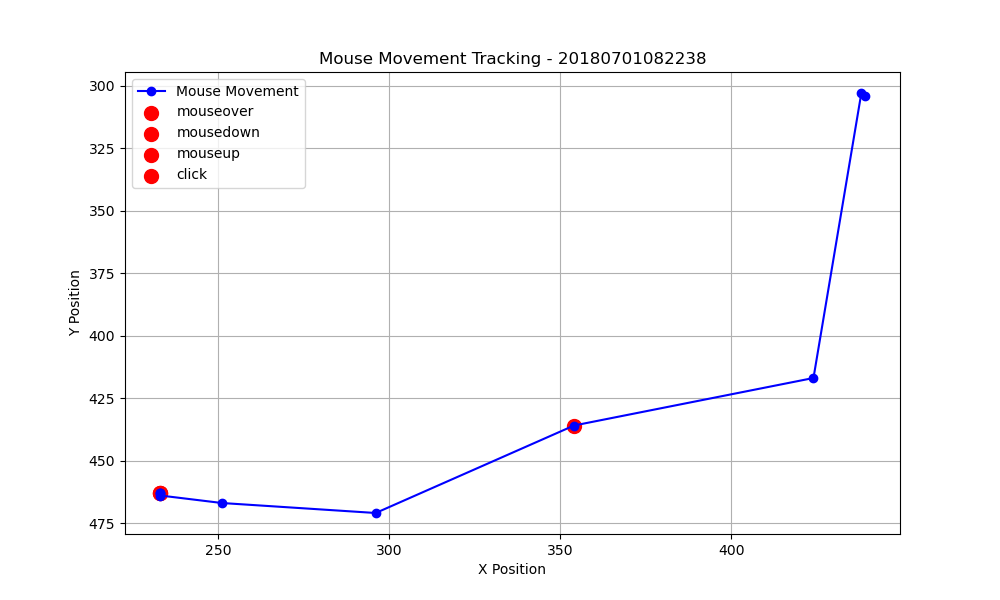 Mouse Movement Tracking - 20180701082238
Mouse Movement
mouseover
mousedown
mouseup
click
300
325
350
375
400
425
450
475
Y Position
250 300 350 400
X Position